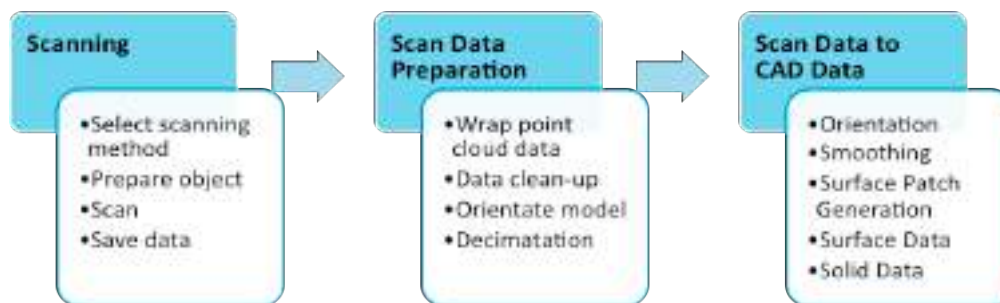 Scanning
•Select scanning
method
•Prepare object
•Scan
•Save data
Scan Data
Preparation
•Wrap point
cloud data
•Data clean-up
•Orientate model
•Decimatation
Scan Data to
CAD Data
•Orientation
•Smoothing
•Surface Patch
Generation
•Surface Data
•Solid Data